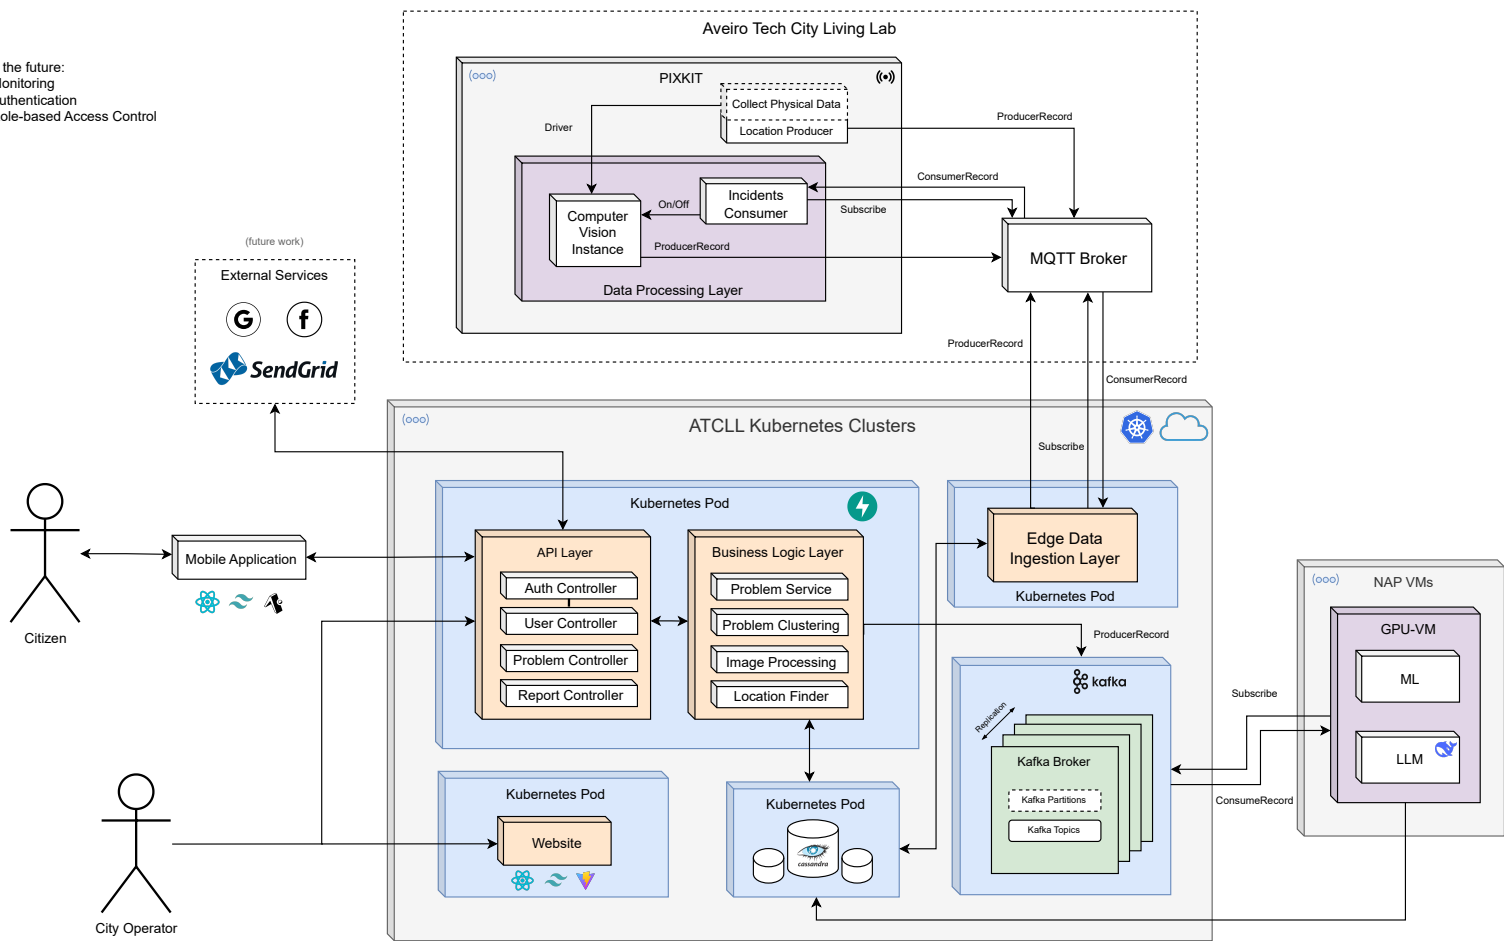 Aveiro Tech City Living Lab
the future:
onitoring
uthentication
ole-based Access Control
(ooo)
PIXKIT
Collect Physical Data
Location Producer
Driver
ProducerRecord
ConsumerRecord
Subscribe
Incidents
Consumer
On/Off
Computer
Vision
Instance
ProducerRecord
Data Processing Layer
MQTT Broker
(future work)
External Services
G
f
SendGrid
ProducerRecord
ConsumerRecord
Subscribe
(ooo)
ATCLL Kubernetes Clusters
Kubernetes Pod
API Layer
Auth Controller
User Controller
Problem Controller
Report Controller
Business Logic Layer
Problem Service
Problem Clustering
Image Processing
Location Finder
Edge Data
Ingestion Layer
Kubernetes Pod
Citizen
Mobile Application
ProducerRecord
kafka
Replication
Kafka Broker
Kafka Partitions
Kafka Topics
Subscribe
ConsumeRecord
(ooo)
NAP VMs
GPU-VM
ML
LLM
Kubernetes Pod
Website
Kubernetes Pod
cassandra
City Operator